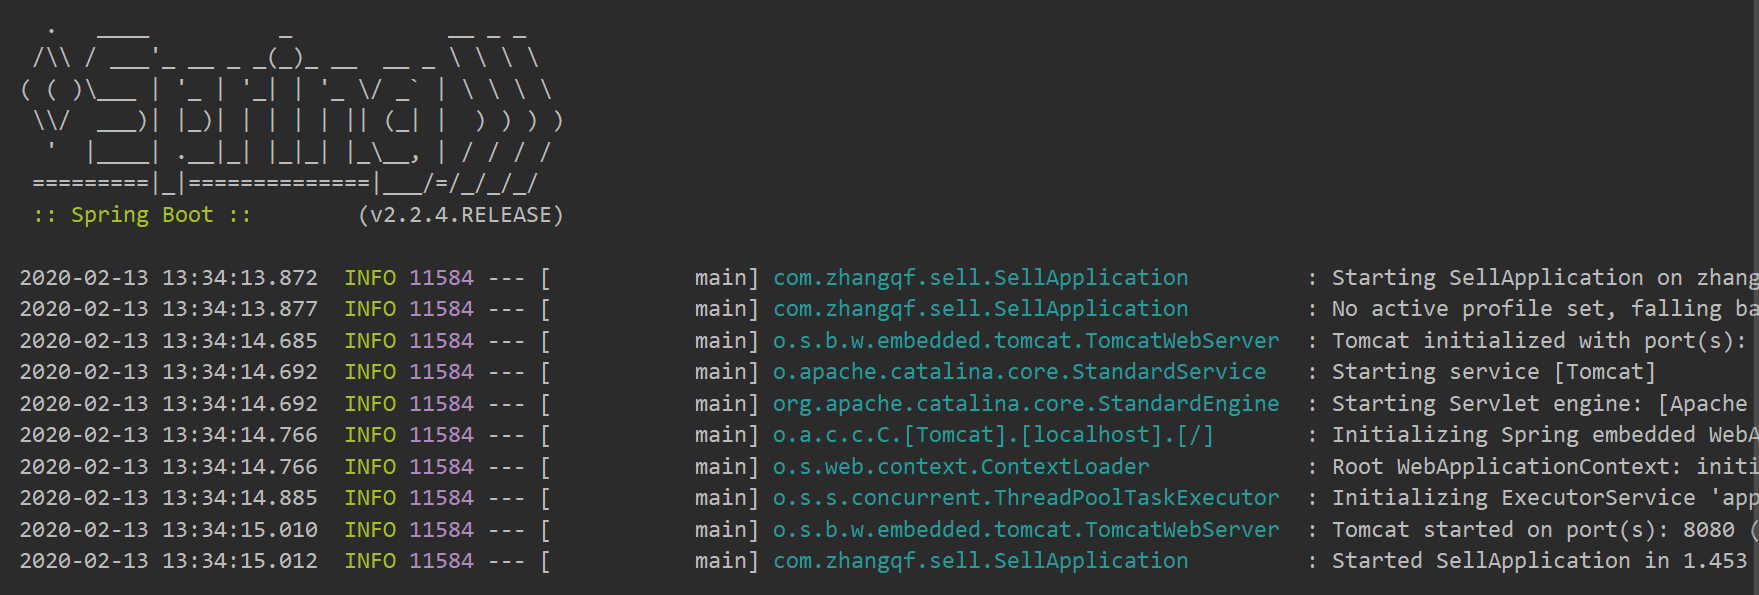 .   ____          _            __ _ _
 /\\ / ___'_ __ _ _(_)_ __  __ _ \ \ \ \
( ( )\___ | '_ | '_| | '_ \/ _` | \ \ \ \
 \\/  ___)| |_)| | | | | || (_| |  ) ) ) )
  '  |____| .__|_| |_|_| |_\__, | / / / /
 =========|_|==============|___/=/_/_/_/
 :: Spring Boot ::        (v2.2.4.RELEASE)
2020-02-13 13:34:13.872  INFO 11584 --- [           main] com.zhangqf.sell.SellApplication         : Starting SellApplication on zhang
2020-02-13 13:34:13.877  INFO 11584 --- [           main] com.zhangqf.sell.SellApplication         : No active profile set, falling ba
2020-02-13 13:34:14.685  INFO 11584 --- [           main] o.s.b.w.embedded.tomcat.TomcatWebServer  : Tomcat initialized with port(s):
2020-02-13 13:34:14.692  INFO 11584 --- [           main] o.apache.catalina.core.StandardService   : Starting service [Tomcat]
2020-02-13 13:34:14.692  INFO 11584 --- [           main] org.apache.catalina.core.StandardEngine  : Starting Servlet engine: [Apache
2020-02-13 13:34:14.766  INFO 11584 --- [           main] o.a.c.c.C.[Tomcat].[localhost].[/]       : Initializing Spring embedded WebA
2020-02-13 13:34:14.766  INFO 11584 --- [           main] o.s.web.context.ContextLoader            : Root WebApplicationContext: initi
2020-02-13 13:34:14.885  INFO 11584 --- [           main] o.s.s.concurrent.ThreadPoolTaskExecutor  : Initializing ExecutorService 'app
2020-02-13 13:34:15.010  INFO 11584 --- [           main] o.s.b.w.embedded.tomcat.TomcatWebServer  : Tomcat started on port(s): 8080 (
2020-02-13 13:34:15.012  INFO 11584 --- [           main] com.zhangqf.sell.SellApplication         : Started SellApplication in 1.453